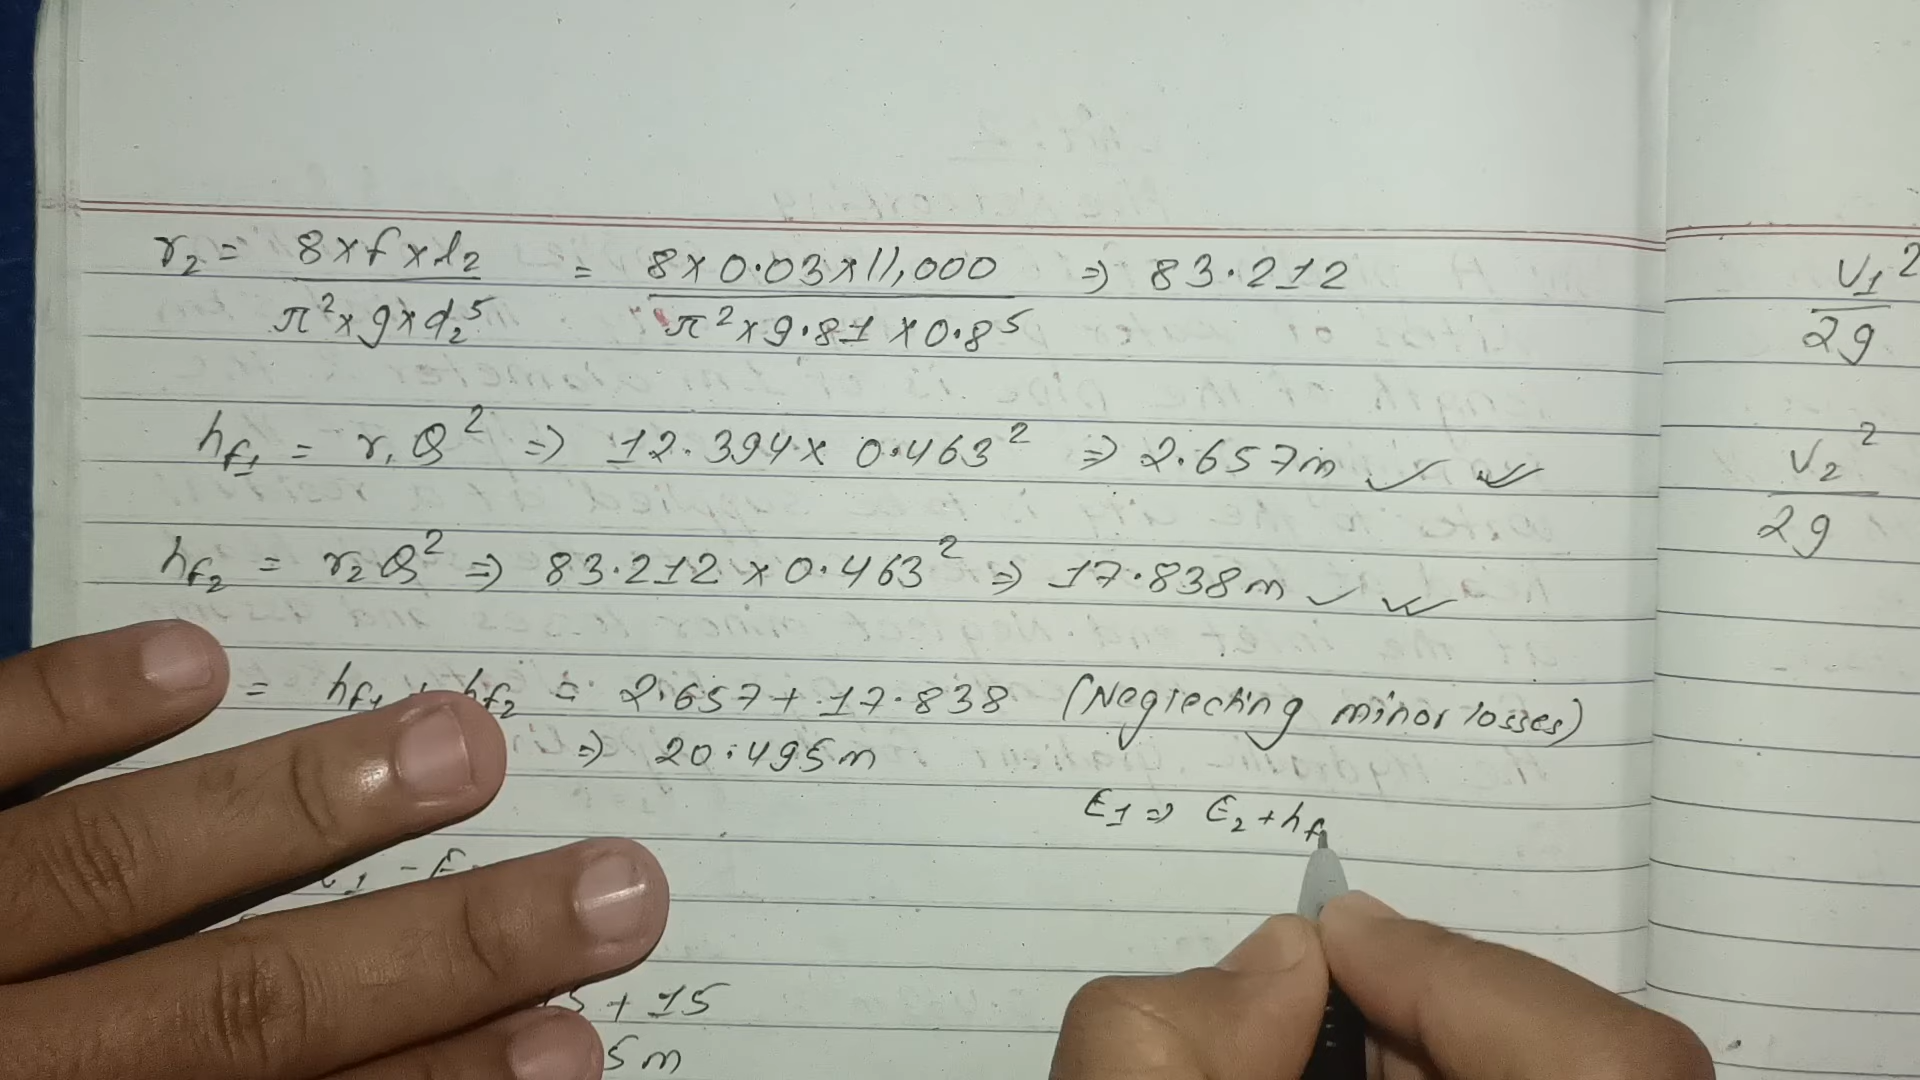 r₂ = 8×f×l₂ / π²×g×d₂⁵ = 8×0.03×11,000 / π²×9.81×0.8⁵ ⇒ 83.212
hf₁ = r₁Q² ⇒ 12.394× 0.463² ⇒ 2.657m ✓ ✓✓
hf₂ = r₂Q² ⇒ 83.212×0.463² ⇒ 17.838m ✓ ✓✓
= hf₁ + hf₂ = 2.657+17.838 (Neglecting minor losses)
⇒ 20.495m
E1 ⇒ E₂+hf
5+15
5m
V₁² / 2g
V₂² / 2g